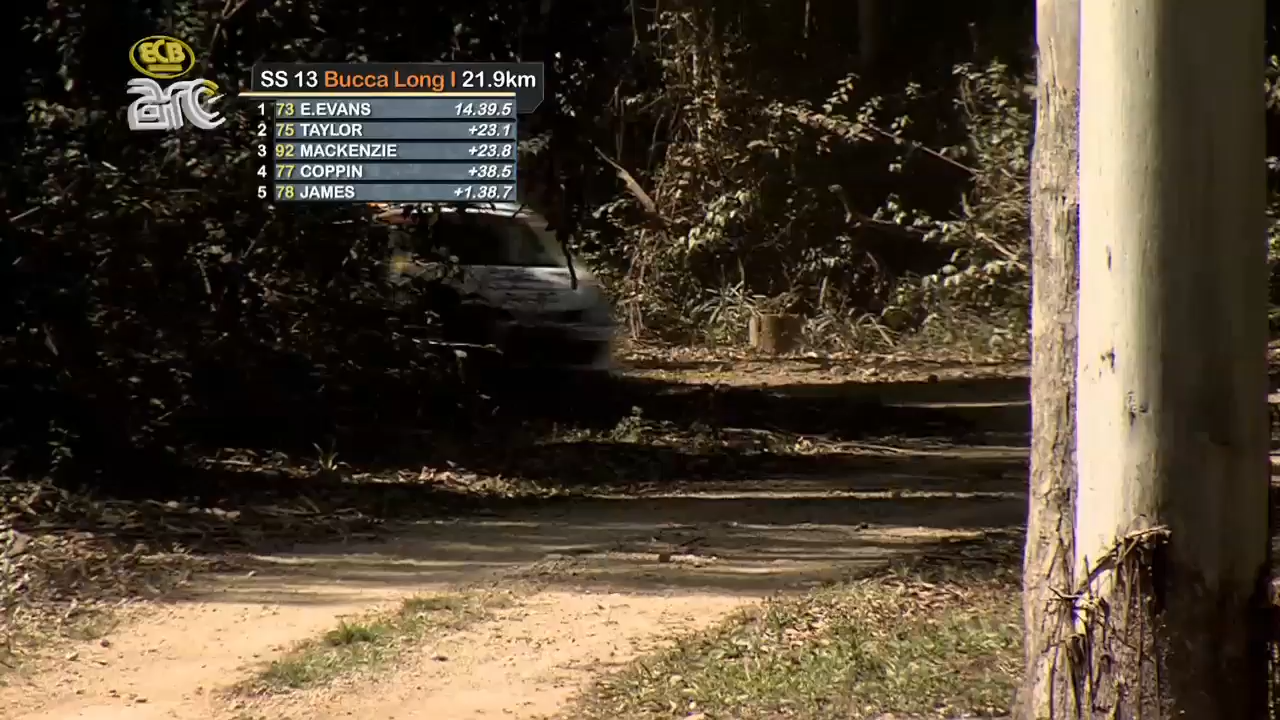 ECB
arc
SS 13 Bucca Long I 21.9km
1 73 E.EVANS 14.39.5
2 75 TAYLOR +23.1
3 92 MACKENZIE +23.8
4 77 COPPIN +38.5
5 78 JAMES +1.38.7